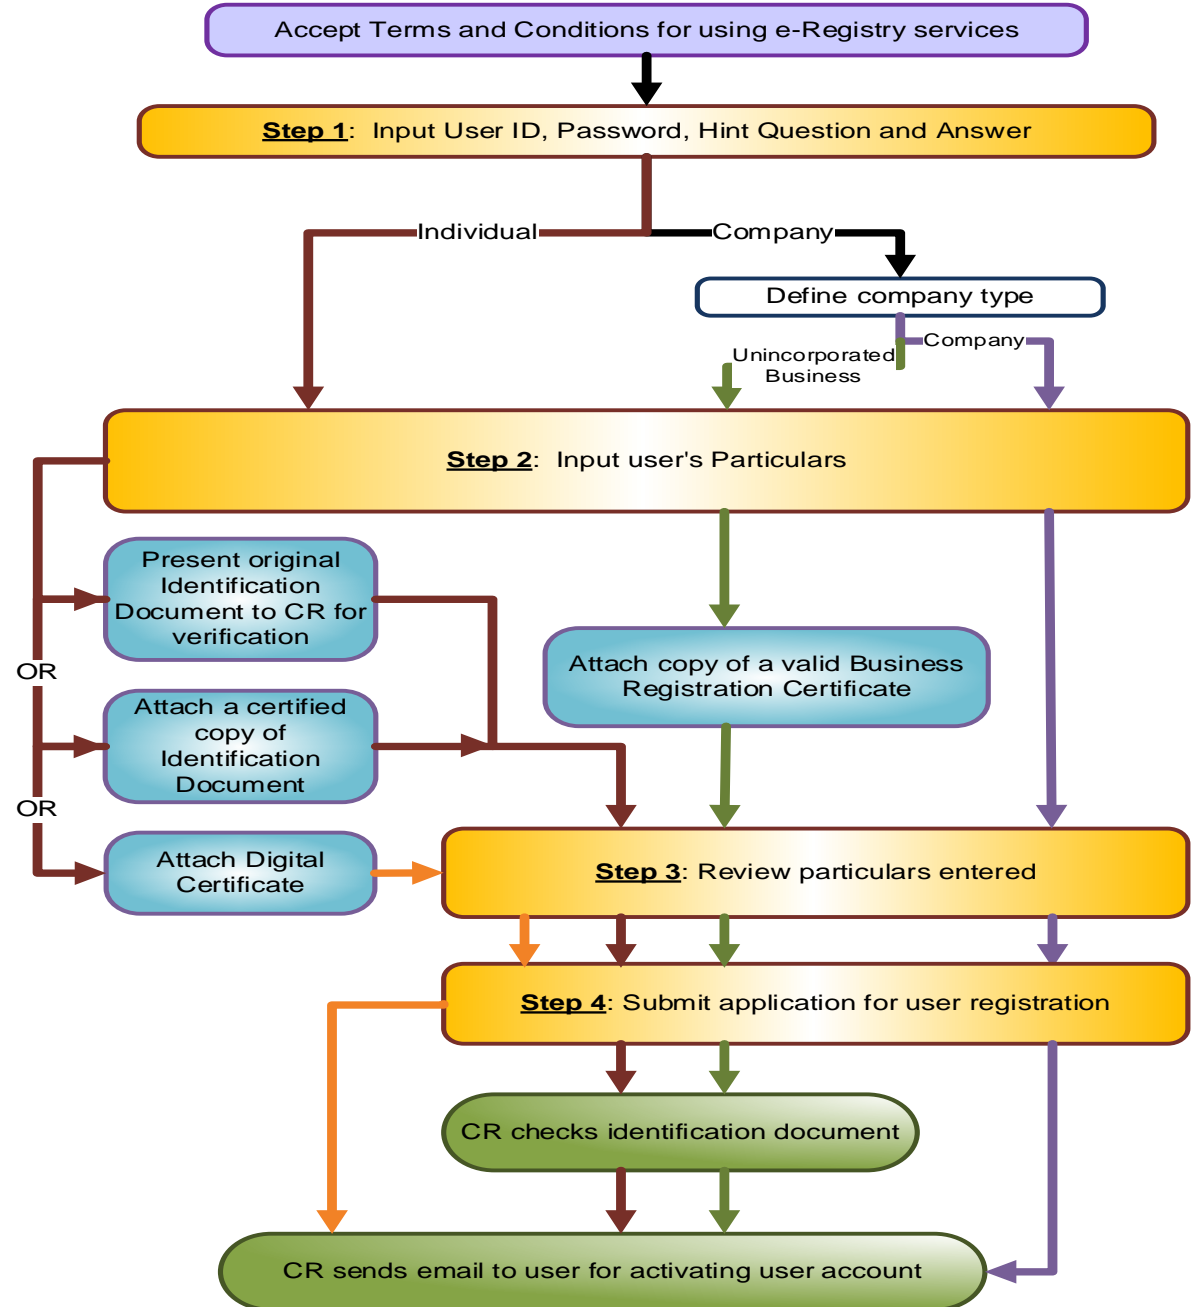 Accept Terms and Conditions for using e-Registry services
Step 1: Input User ID, Password, Hint Question and Answer
Individual
Company
Define company type
Company
Unincorporated
Business
Step 2: Input user's Particulars
Present original
Identification
Document to CR for
verification
OR
Attach copy of a valid Business
Registration Certificate
Attach a certified
copy of
Identification
Document
OR
Attach Digital
Certificate
Step 3: Review particulars entered
Step 4: Submit application for user registration
CR checks identification document
CR sends email to user for activating user account